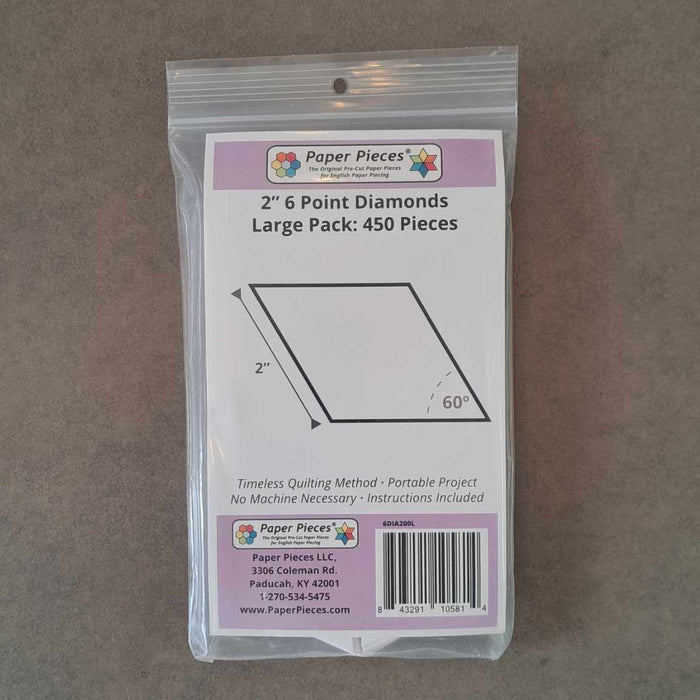 Paper Pieces®
The Original Pre-Cut Paper Pieces
for English Paper Piecing
2” 6 Point Diamonds
Large Pack: 450 Pieces
2”
60º
Timeless Quilting Method • Portable Project
No Machine Necessary • Instructions Included
Paper Pieces®
The Original Pre-Cut Paper Pieces
for English Paper Piecing
Paper Pieces LLC,
3306 Coleman Rd.
Paducah, KY 42001
1-270-534-5475
www.PaperPieces.com
6DIA200L
8 43291 10581 4